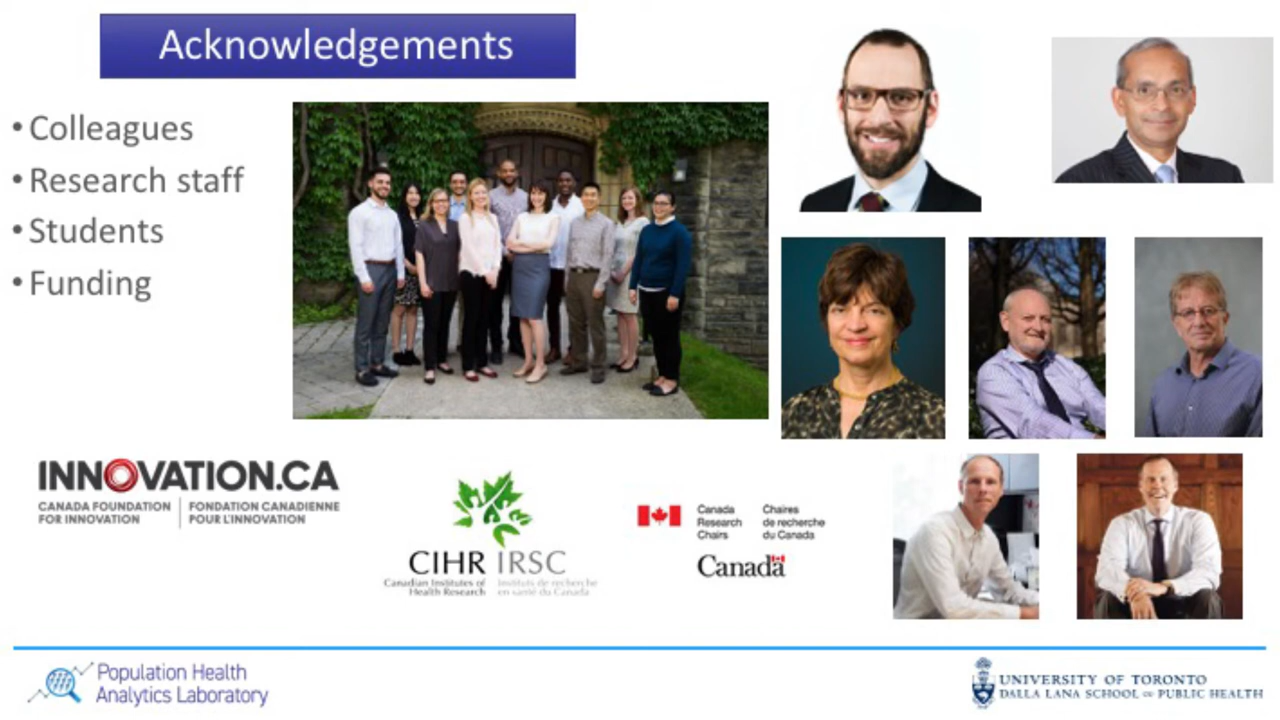 Acknowledgements
• Colleagues
• Research staff
• Students
• Funding
INNOVATION.CA
CANADA FOUNDATION
FOR INNOVATION
FONDATION CANADIENNE
POUR L'INNOVATION
CIHR IRSC
Canadian Institutes of
Health Research
Instituts de recherche
en santé du Canada
Canada
Research
Chairs
Chaires
de recherche
du Canada
Canada
Population Health
Analytics Laboratory
UNIVERSITY OF TORONTO
DALLA LANA SCHOOL OF PUBLIC HEALTH